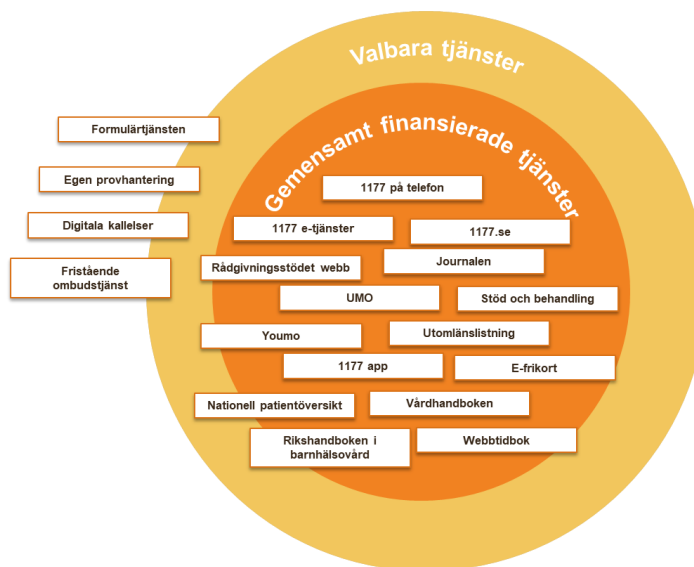 Valbara tjänster
Gemensamt finansierade tjänster
Formulärtjänsten
Egen provhantering
Digitala kallelser
Fristående
ombudstjänst
1177 på telefon
1177 e-tjänster
1177.se
Rådgivningsstödet webb
Journalen
UMO
Stöd och behandling
Youmo
Utomlänslistning
1177 app
E-frikort
Nationell patientöversikt
Vårdhandboken
Rikshandboken i
barnhälsovård
Webbtidbok